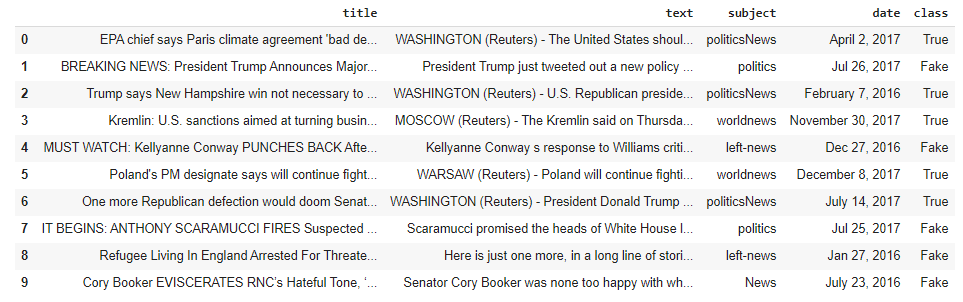 title text subject date class
0 EPA chief says Paris climate agreement 'bad de... WASHINGTON (Reuters) - The United States shoul... politicsNews April 2, 2017 True
1 BREAKING NEWS: President Trump Announces Major... President Trump just tweeted out a new policy ... politics Jul 26, 2017 Fake
2 Trump says New Hampshire win not necessary to ... WASHINGTON (Reuters) - U.S. Republican preside... politicsNews February 7, 2016 True
3 Kremlin: U.S. sanctions aimed at turning busin... MOSCOW (Reuters) - The Kremlin said on Thursda... worldnews November 30, 2017 True
4 MUST WATCH: Kellyanne Conway PUNCHES BACK Afte... Kellyanne Conway s response to Williams criti... left-news Dec 27, 2016 Fake
5 Poland's PM designate says will continue fight... WARSAW (Reuters) - Poland will continue fighti... worldnews December 8, 2017 True
6 One more Republican defection would doom Senat... WASHINGTON (Reuters) - President Donald Trump ... politicsNews July 14, 2017 True
7 IT BEGINS: ANTHONY SCARAMUCCI FIRES Suspected ... Scaramucci promised the heads of White House l... politics Jul 25, 2017 Fake
8 Refugee Living In England Arrested For Threate... Here is just one more, in a long line of stori... left-news Jan 27, 2016 Fake
9 Cory Booker EVISCERATES RNC’s Hateful Tone, ‘... Senator Cory Booker was none too happy with wh... News July 23, 2016 Fake